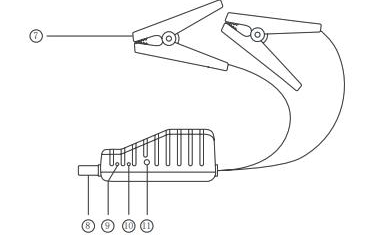 ⑦
⑧ ⑨ ⑩ ⑪